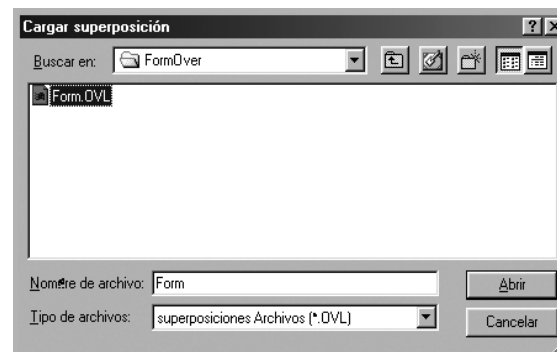 Cargar superposición
Buscar en: FormOver
Form.OVL
Nombre de archivo: Form
Abrir
Tipo de archivos: superposiciones Archivos (*.OVL)
Cancelar